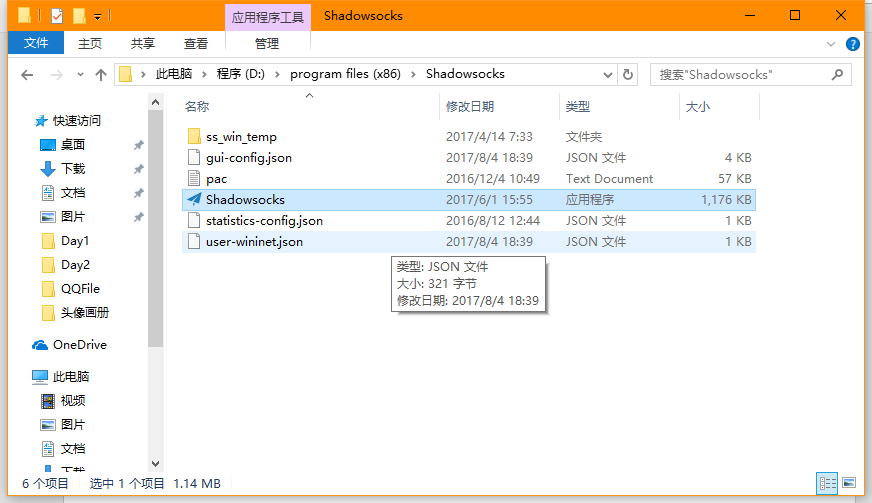 应用程序工具 Shadowsocks
文件 主页 共享 查看 管理
此电脑 程序 (D:) program files (x86) Shadowsocks 搜索"Shadowsocks"
名称 修改日期 类型 大小
快速访问
桌面
下载
文档
图片
Day1
Day2
QQFile
头像画册
OneDrive
此电脑
视频
图片
文档
下载
ss_win_temp 2017/4/14 7:33 文件夹
gui-config.json 2017/8/4 18:39 JSON 文件 4 KB
pac 2016/12/4 10:49 Text Document 57 KB
Shadowsocks 2017/6/1 15:55 应用程序 1,176 KB
statistics-config.json 2016/8/12 12:44 JSON 文件 1 KB
user-wininet.json 2017/8/4 18:39 JSON 文件 1 KB
类型: JSON 文件
大小: 321 字节
修改日期: 2017/8/4 18:39
6 个项目 选中 1 个项目 1.14 MB